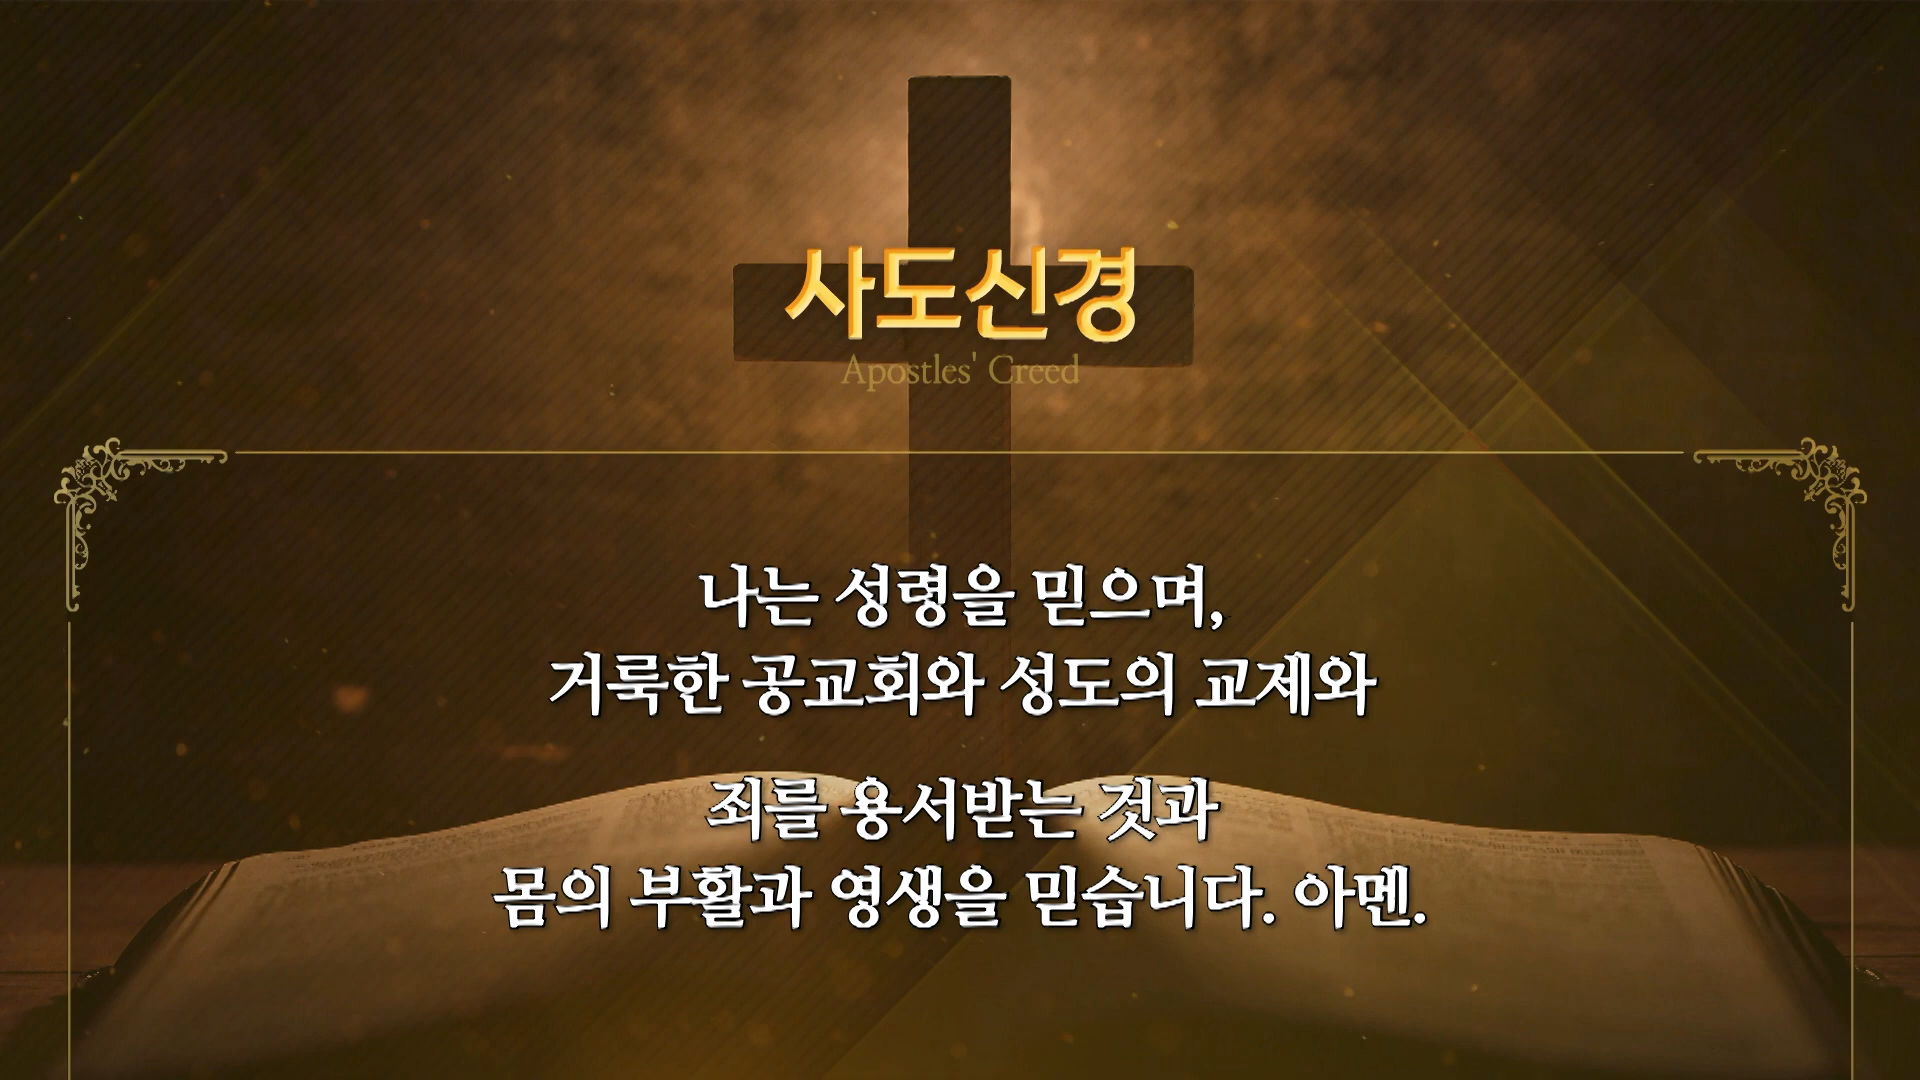 사도신경
Apostles' Creed
나는 성령을 믿으며,
거룩한 공교회와 성도의 교제와
죄를 용서받는 것과
몸의 부활과 영생을 믿습니다. 아멘.